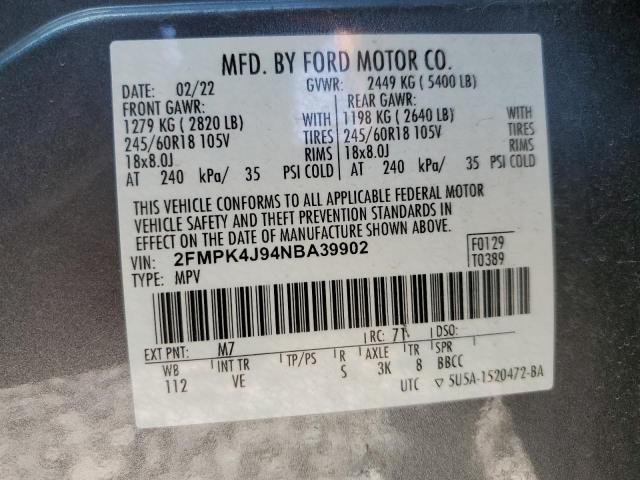 MFD. BY FORD MOTOR CO.
DATE: 02/22 GVWR: 2449 KG (5400 LB)
FRONT GAWR: REAR GAWR:
1279 KG (2820 LB) WITH 1198 KG (2640 LB) WITH
245/60R18 105V TIRES 245/60R18 105V TIRES
18x8.0J RIMS 18x8.0J RIMS
AT 240 kPa/ 35 PSI COLD AT 240 kPa/ 35 PSI COLD
THIS VEHICLE CONFORMS TO ALL APPLICABLE FEDERAL MOTOR
VEHICLE SAFETY AND THEFT PREVENTION STANDARDS IN
EFFECT ON THE DATE OF MANUFACTURE SHOWN ABOVE.
VIN: 2FMPK4J94NBA39902 F0129
TYPE: MPV T0389
EXT PNT: M7 RC: 71 DSO:
WB INT TR TP/PS R AXLE TR SPR
112 VE S 3K 8 BBCC
UTC ▽ 5U5A-1520472-BA